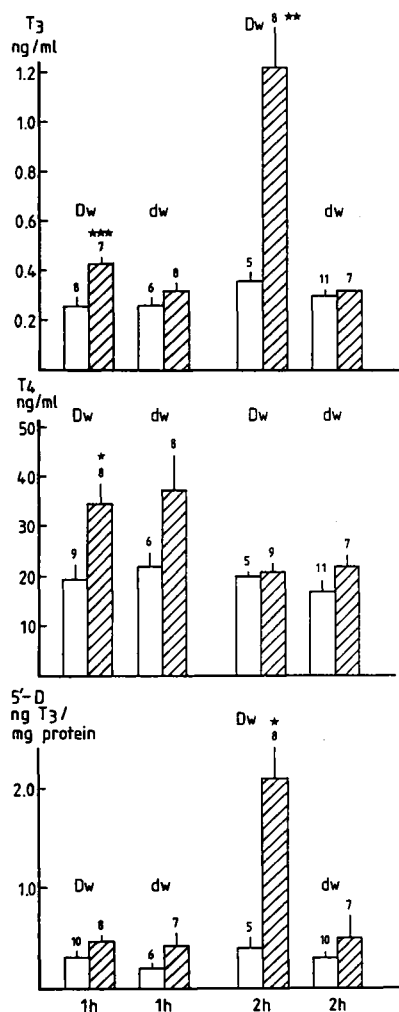 T3
ng/ml
Dw 8 **
1.2
1.0
0.8
Dw dw dw
0.6
***
7
8 6 8 5 11 7
0.4
0.2
T4
ng/ml
Dw dw Dw dw
50
*
8 8
40
9 6 5 9 11 7
30
20
10
5'-D
ng T3/
mg protein
Dw *
8
2.0
Dw dw dw
1.0
10 8 6 7 5 10 7
1h 1h 2h 2h